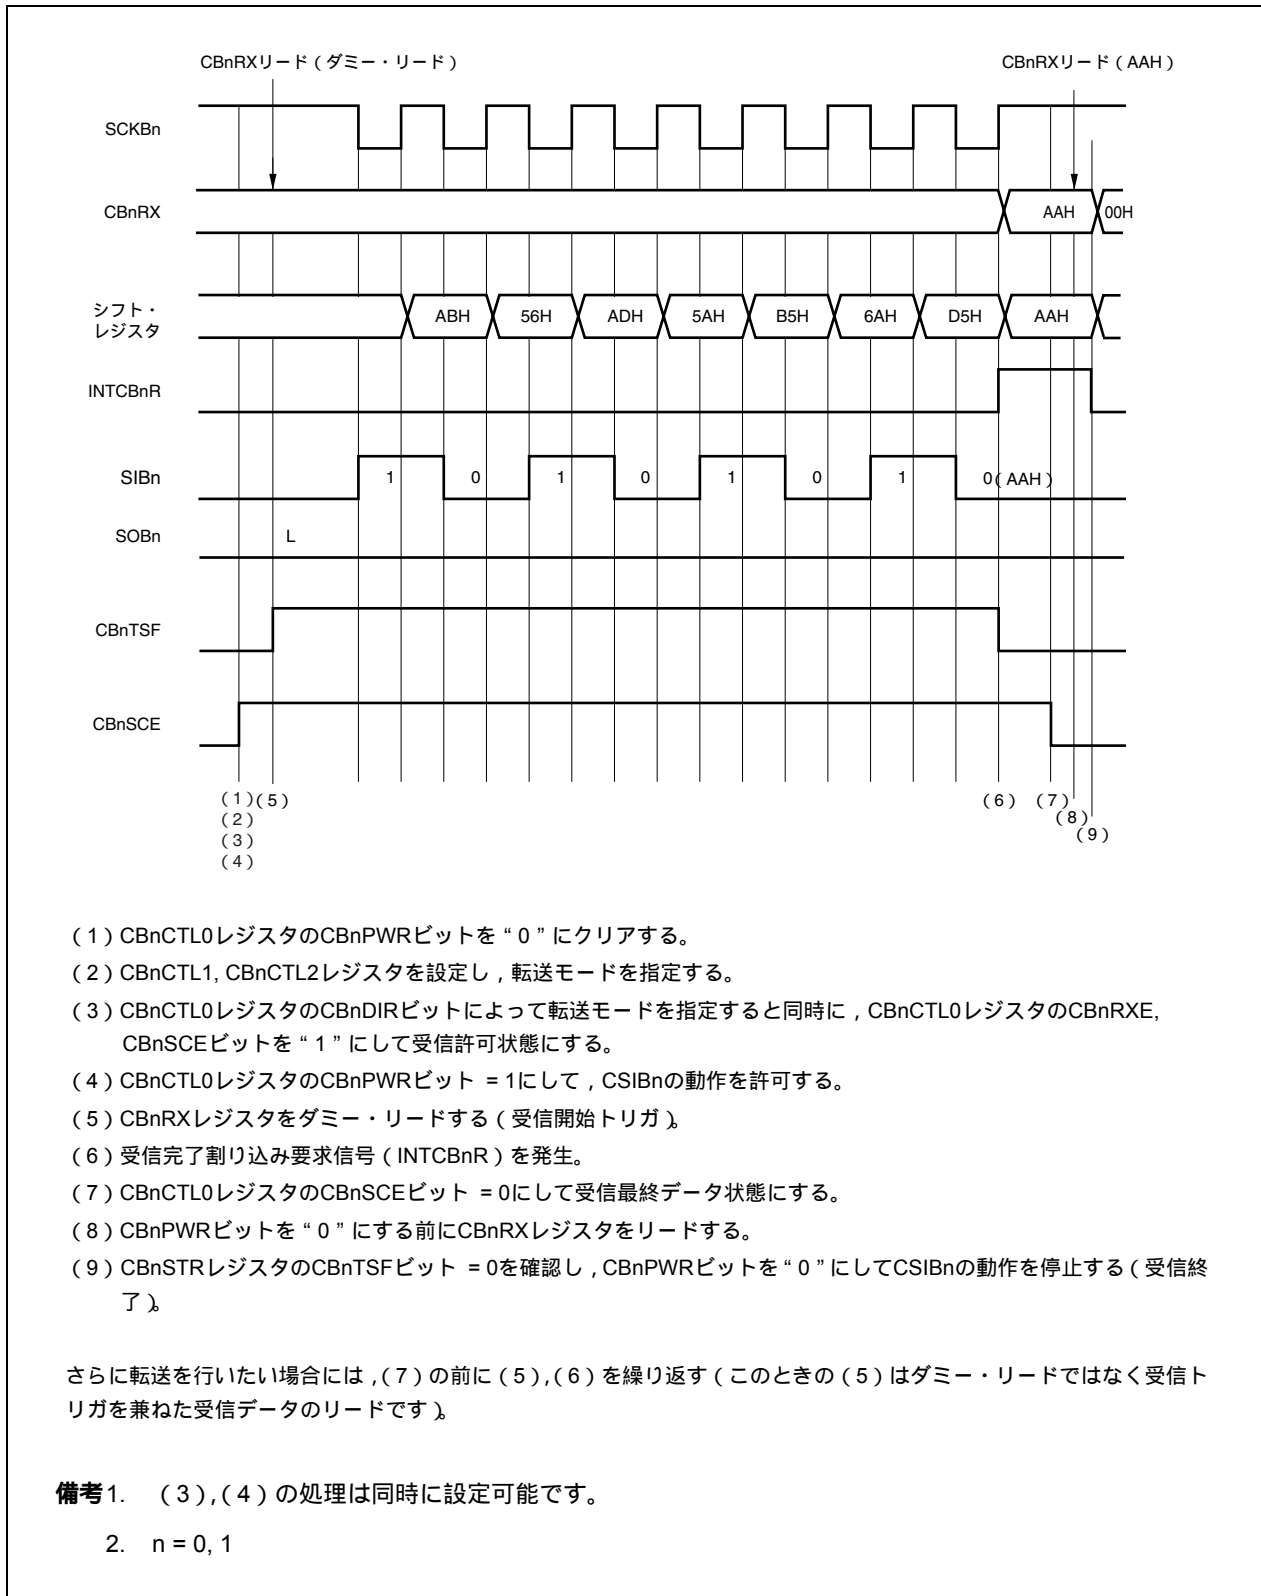 CBnRXリード（ダミー・リード）
CBnRXリード（AAH）
SCKBn
CBnRX
AAH
00H
シフト・
レジスタ
ABH
56H
ADH
5AH
B5H
6AH
D5H
AAH
INTCBnR
SIBn
1
0
1
0
1
0
1
0(AAH)
SOBn
L
CBnTSF
CBnSCE
（1）（5）
（2）
（3）
（4）
（6）
（7）
（8）
（9）
（1）CBnCTL0レジスタのCBnPWRビットを“0”にクリアする。
（2）CBnCTL1, CBnCTL2レジスタを設定し，転送モードを指定する。
（3）CBnCTL0レジスタのCBnDIRビットによって転送モードを指定すると同時に，CBnCTL0レジスタのCBnRXE,
CBnSCEビットを“1”にして受信許可状態にする。
（4）CBnCTL0レジスタのCBnPWRビット = 1にして，CSIBnの動作を許可する。
（5）CBnRXレジスタをダミー・リードする（受信開始トリガ）。
（6）受信完了割り込み要求信号（INTCBnR）を発生。
（7）CBnCTL0レジスタのCBnSCEビット = 0にして受信最終データ状態にする。
（8）CBnPWRビットを“0”にする前にCBnRXレジスタをリードする。
（9）CBnSTRレジスタのCBnTSFビット = 0を確認し，CBnPWRビットを“0”にしてCSIBnの動作を停止する（受信終
了）。
さらに転送を行いたい場合には，（7）の前に（5），（6）を繰り返す（このときの（5）はダミー・リードではなく受信ト
リガを兼ねた受信データのリードです）。
備考1. （3），（4）の処理は同時に設定可能です。
2. n = 0, 1